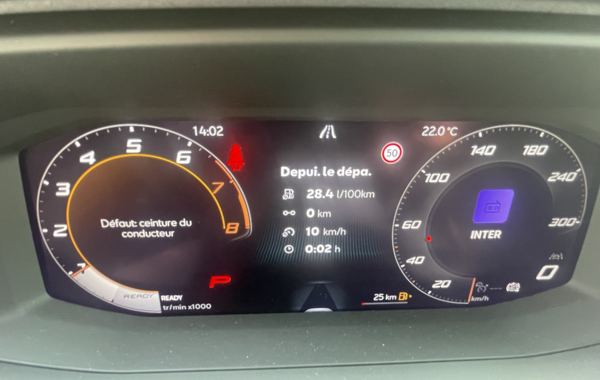 14:02
22.0 °C
50
5
4
6
3
7
2
8
1
Défaut: ceinture du
conducteur
READY
READY
tr/min x1000
P
Depui. le dépa.
28.4 l/100km
0 km
10 km/h
0:02 h
25 km
140
180
100
240
60
300
40
20
km/h
INTER
0